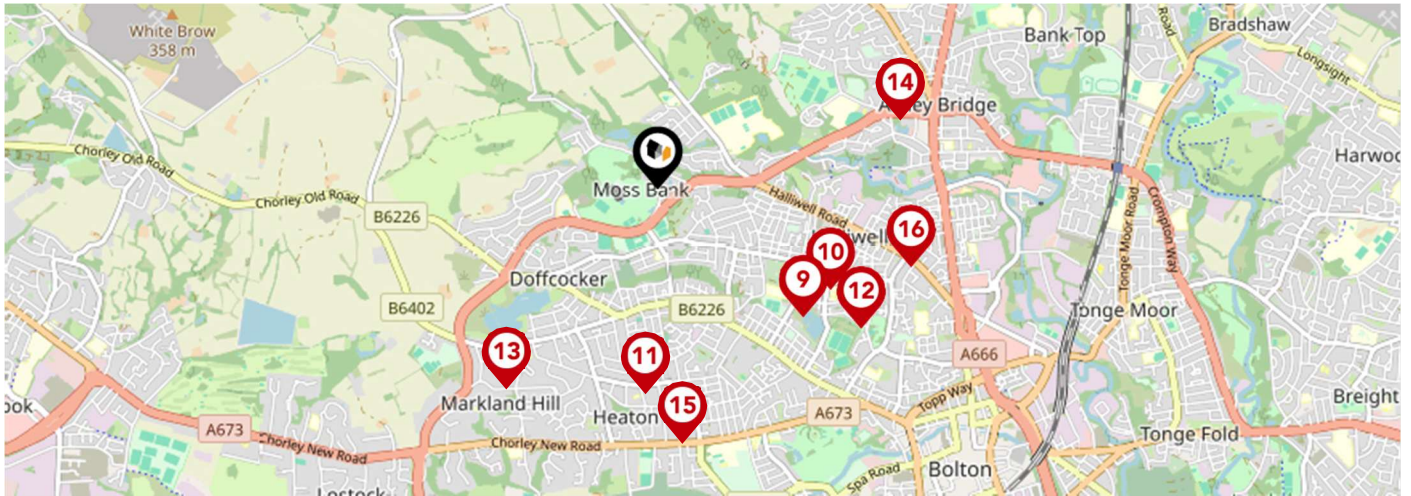 White Brow
358 m
Bank Top
Road
Bradshaw
Longsight
14
Bridge
Chorley Old Road
Harwoo
Moss Bank
Chorley Old Road
B6226
Halliwell Road
Crompton Way
Tonge Moor Road
16
10
9
12
Doffcocker
B6402
B6226
Tonge Moor
13
11
A666
Markland Hill
Heaton
15
A673
Topp Way
Breight
ook
A673
Chorley New Road
Chorley New Road
Tonge Fold
Spa Road
Bolton
Lostock